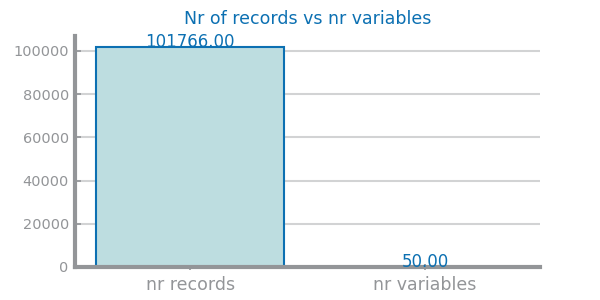 Nr of records vs nr variables
101766.00
100000
80000
60000
40000
20000
0
50.00
nr records
nr variables